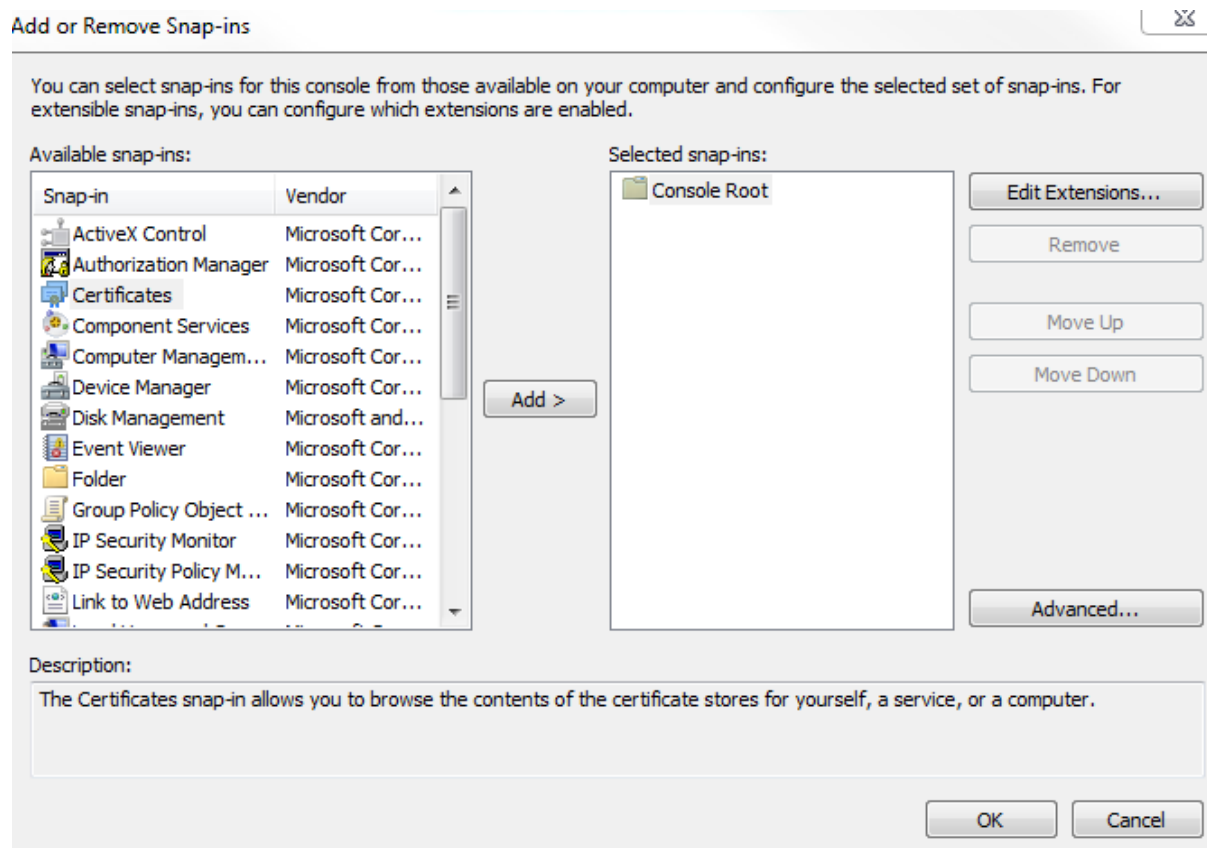 Add or Remove Snap-ins
You can select snap-ins for this console from those available on your computer and configure the selected set of snap-ins. For
extensible snap-ins, you can configure which extensions are enabled.
Available snap-ins:
Snap-in Vendor
ActiveX Control Microsoft Cor...
Authorization Manager Microsoft Cor...
Certificates Microsoft Cor...
Component Services Microsoft Cor...
Computer Managem... Microsoft Cor...
Device Manager Microsoft Cor...
Disk Management Microsoft and...
Event Viewer Microsoft Cor...
Folder Microsoft Cor...
Group Policy Object ... Microsoft Cor...
IP Security Monitor Microsoft Cor...
IP Security Policy M... Microsoft Cor...
Link to Web Address Microsoft Cor...
Add >
Selected snap-ins:
Console Root
Edit Extensions...
Remove
Move Up
Move Down
Advanced...
Description:
The Certificates snap-in allows you to browse the contents of the certificate stores for yourself, a service, or a computer.
OK Cancel